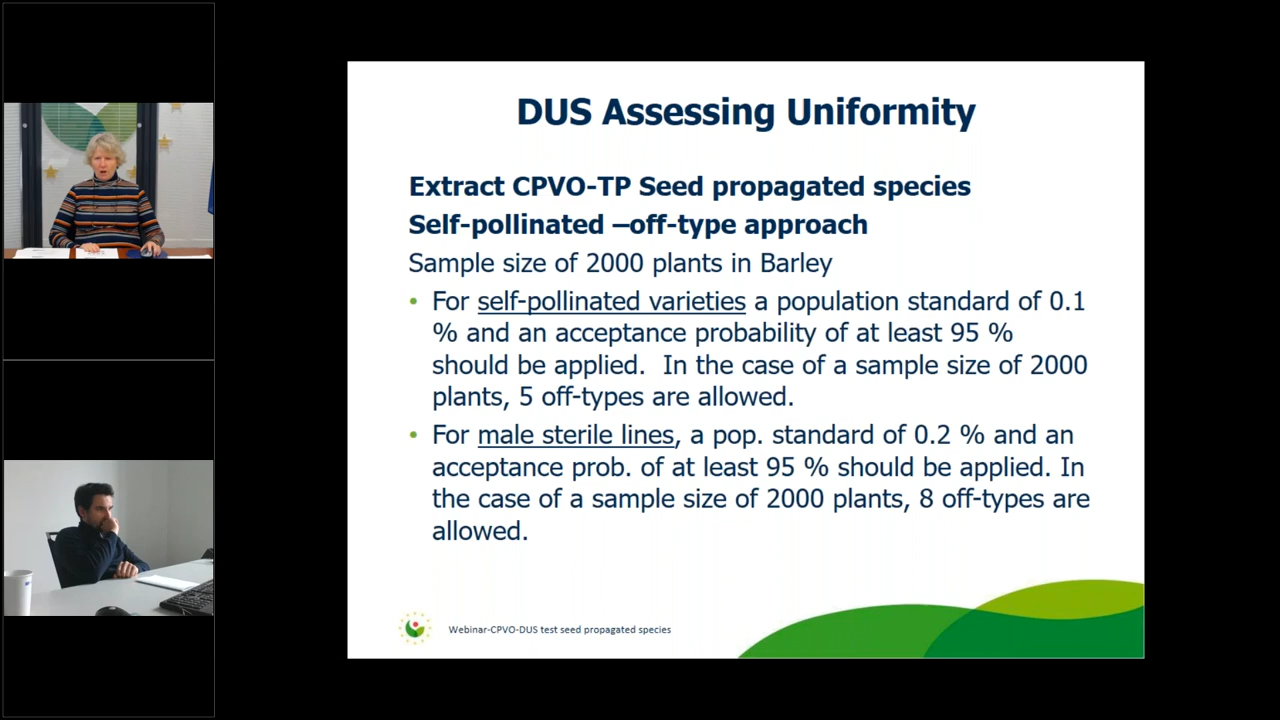 DUS Assessing Uniformity
Extract CPVO-TP Seed propagated species
Self-pollinated –off-type approach
Sample size of 2000 plants in Barley
• For self-pollinated varieties a population standard of 0.1
% and an acceptance probability of at least 95 %
should be applied.  In the case of a sample size of 2000
plants, 5 off-types are allowed.
• For male sterile lines, a pop. standard of 0.2 % and an
acceptance prob. of at least 95 % should be applied. In
the case of a sample size of 2000 plants, 8 off-types are
allowed.
Webinar-CPVO-DUS test seed propagated species